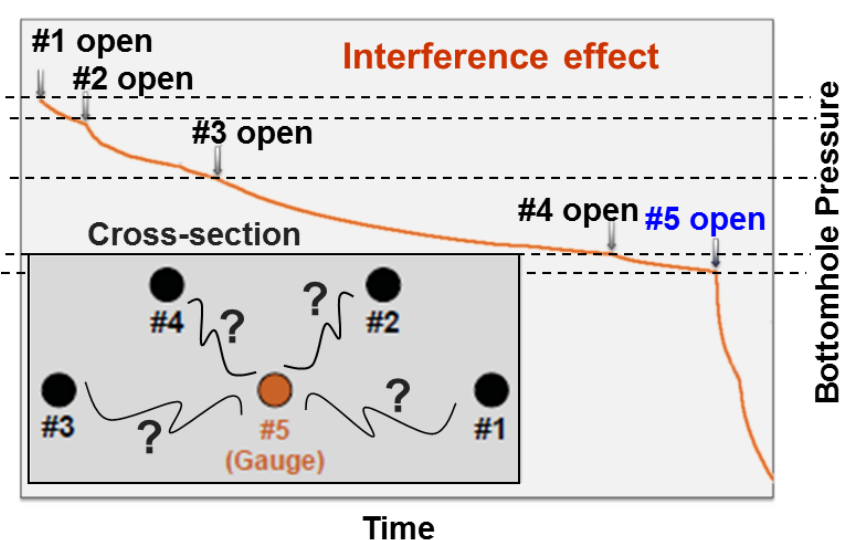 #1 open
Interference effect
#2 open
#3 open
#4 open
#5 open
Bottomhole Pressure
Cross-section
#4
?
?
#2
#3
?
#5
(Gauge)
?
#1
Time